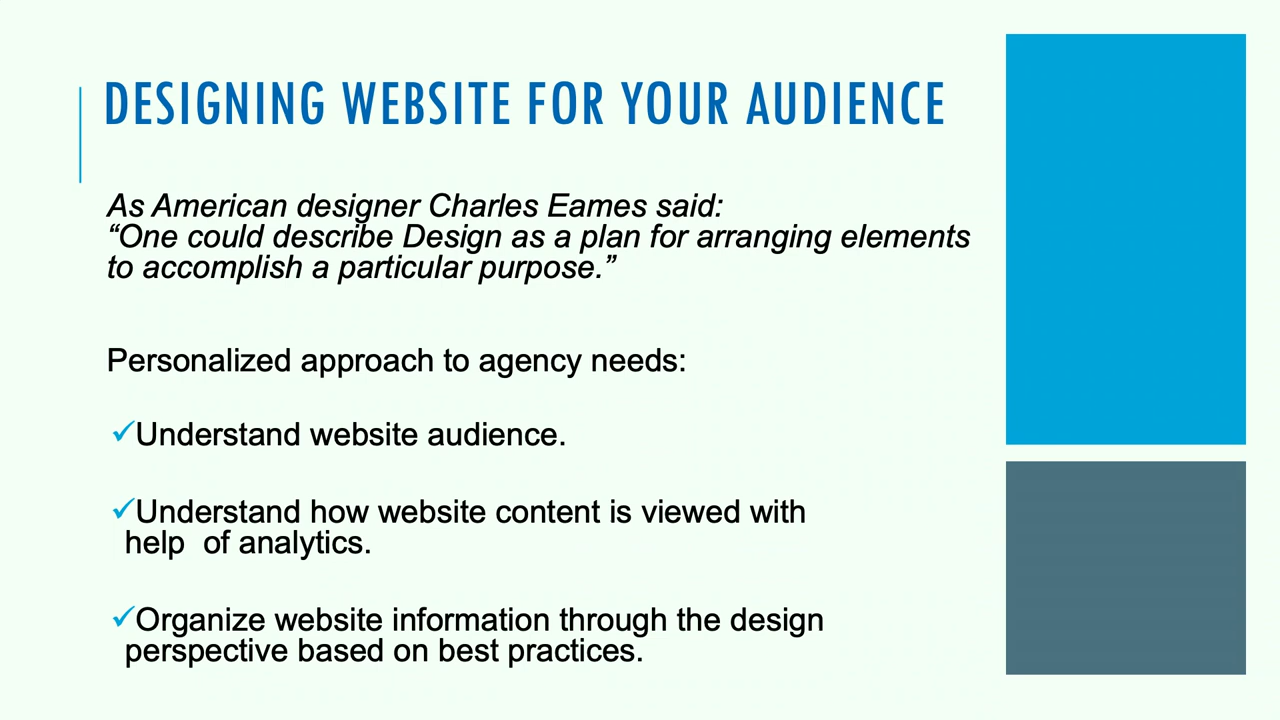 DESIGNING WEBSITE FOR YOUR AUDIENCE
As American designer Charles Eames said:
“One could describe Design as a plan for arranging elements
to accomplish a particular purpose.”
Personalized approach to agency needs:
✓Understand website audience.
✓Understand how website content is viewed with
help  of analytics.
✓Organize website information through the design
perspective based on best practices.